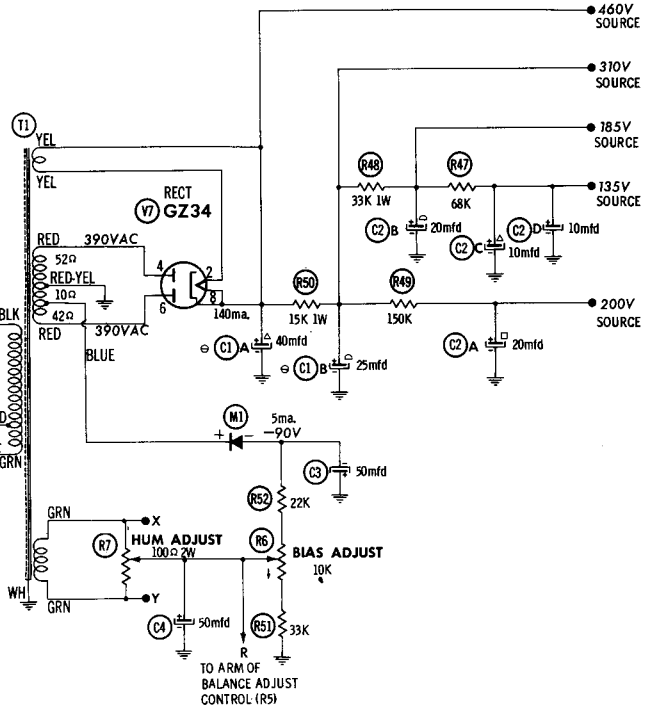 460V
SOURCE
310V
SOURCE
185V
SOURCE
T1
YEL
YEL
RECT
V7 GZ34
R48
33K 1W
R47
68K
135V
SOURCE
C2 B 20mfd
C2 C 10mfd
C2 D 10mfd
RED 390VAC
52Ω
RED-YEL
10Ω
42Ω
RED 390VAC
BLUE
4
2
6
8
140ma.
R50
15K 1W
R49
150K
200V
SOURCE
⊖ C1 A 40mfd
⊖ C1 B 25mfd
C2 A 20mfd
BLK
D
GRN
M1
+ -
5ma.
-90V
C3 50mfd
R52
22K
GRN
X
R7
HUM ADJUST
100Ω 2W
R6
BIAS ADJUST
10K
WH
GRN
Y
C4 50mfd
R51
33K
R
TO ARM OF
BALANCE ADJUST
CONTROL (R5)